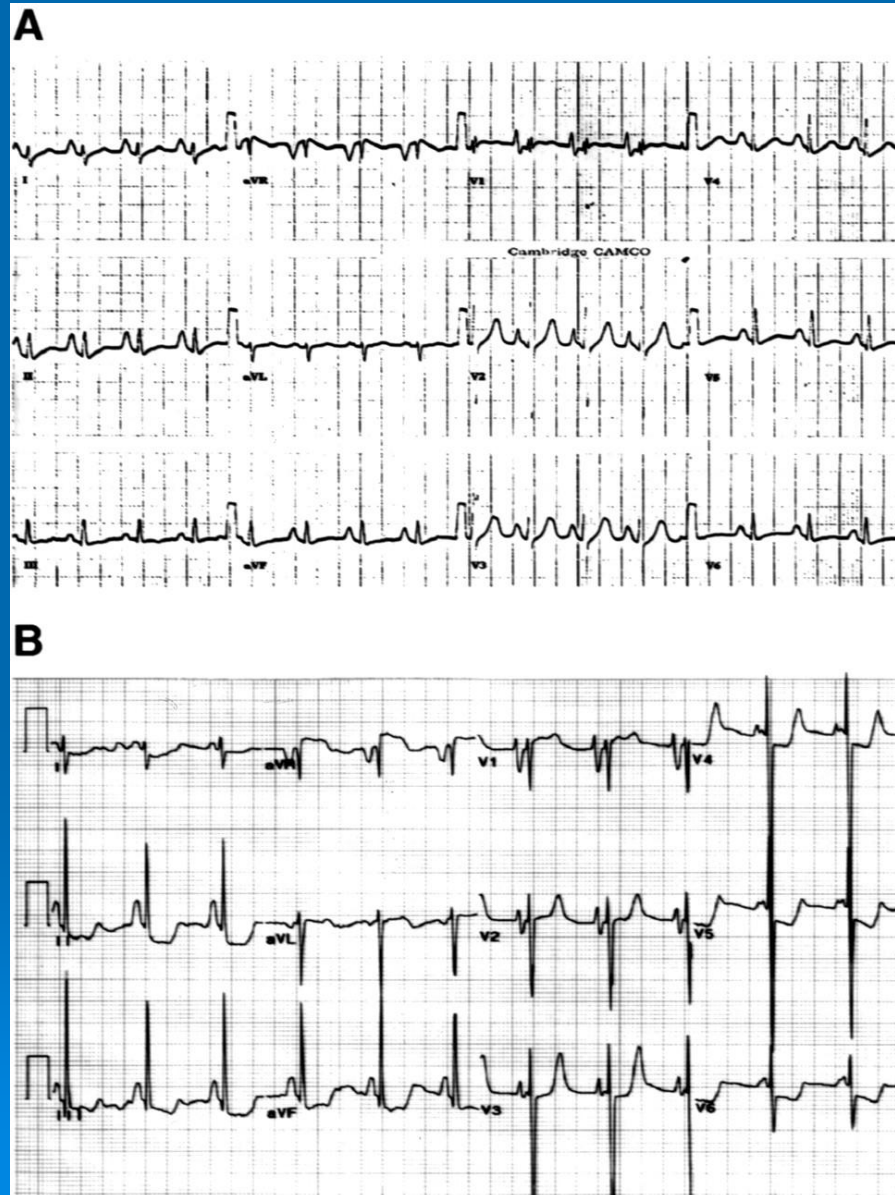 A
I aVR V1 V4
Cambridge CAMCO
II aVL V2 V5
III aVF V3 V6
B
I aVR V1 V4
II aVL V2 V5
III aVF V3 V6